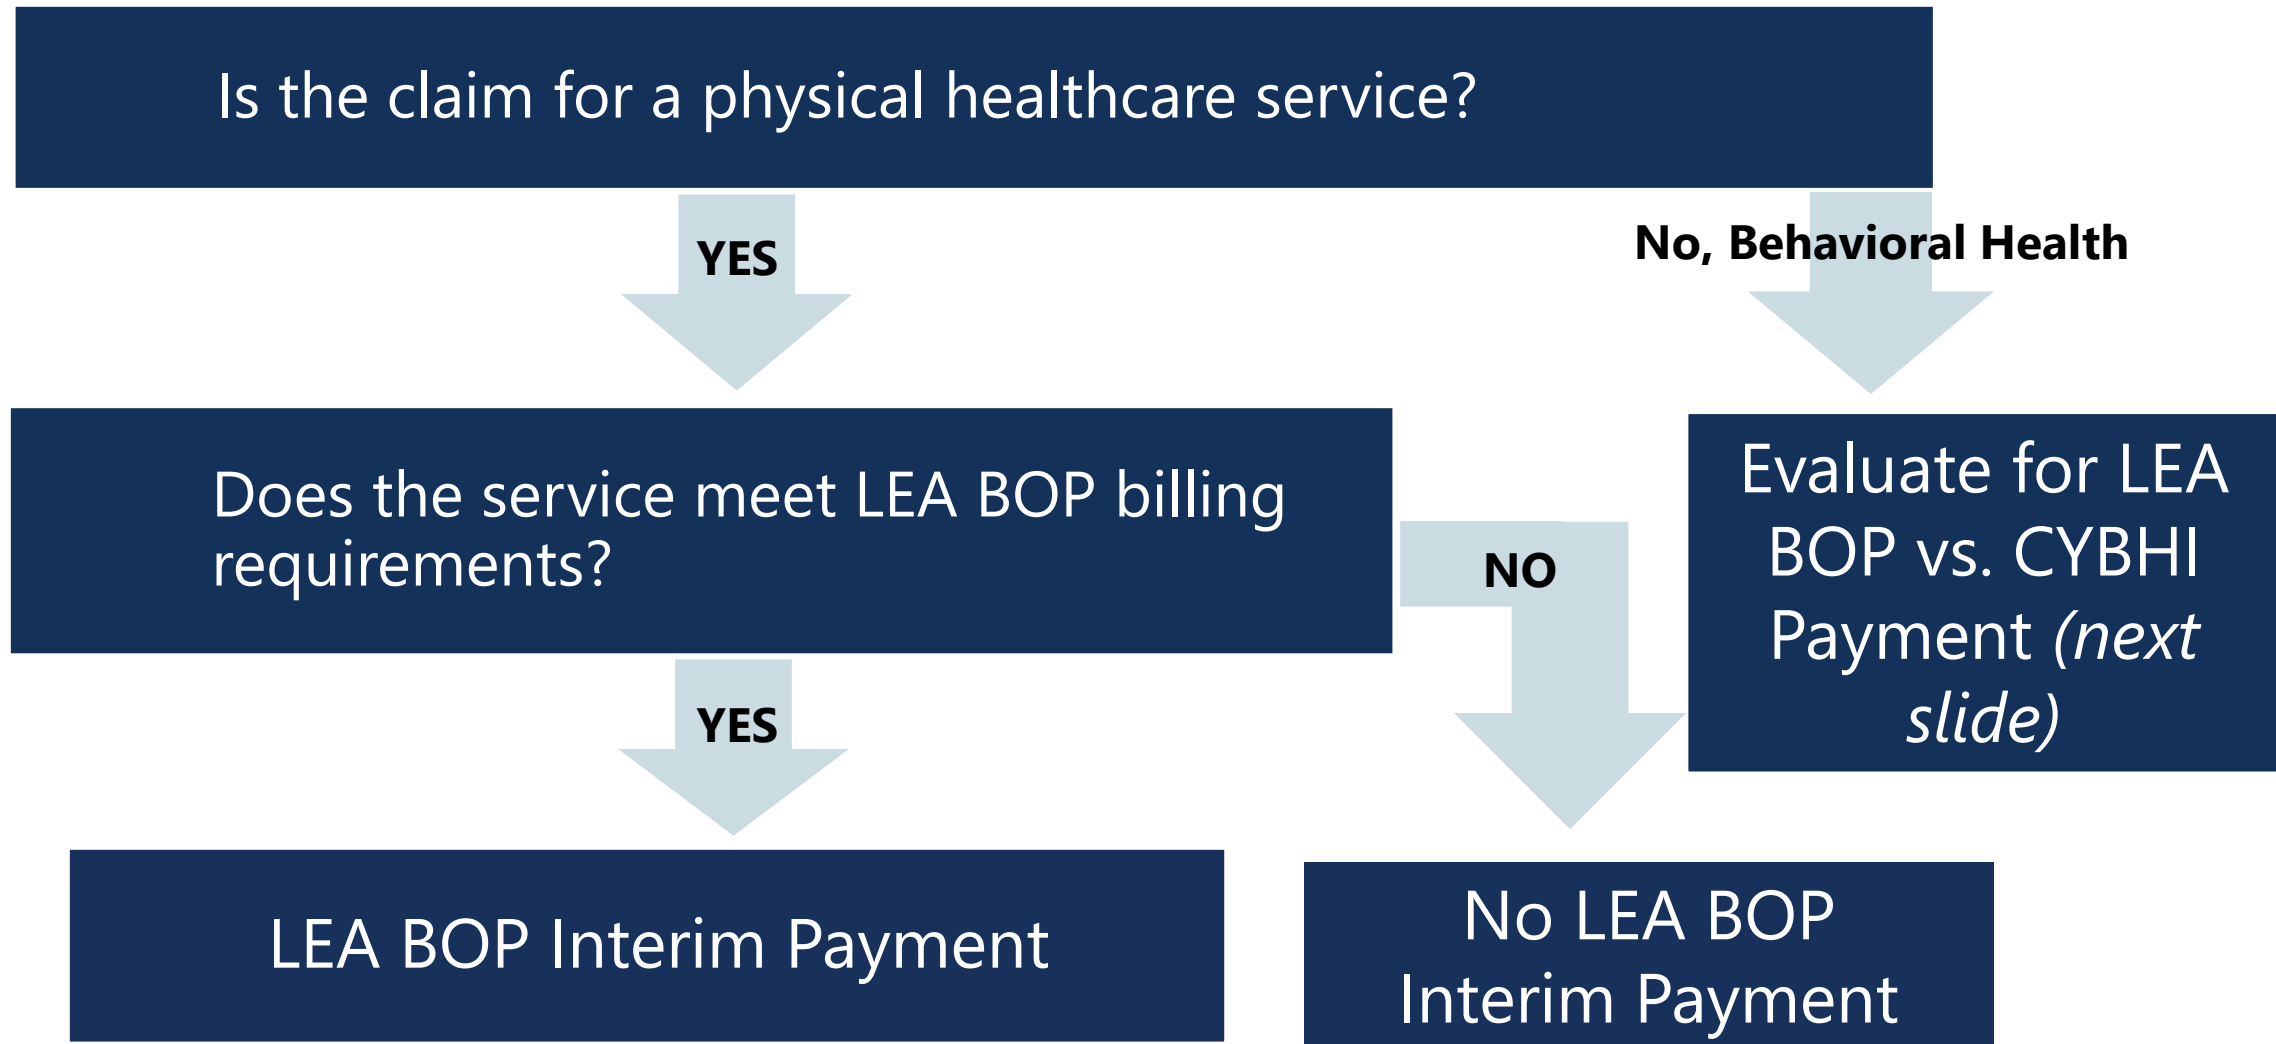 Is the claim for a physical healthcare service?
YES
No, Behavioral Health
Does the service meet LEA BOP billing
requirements?
NO
Evaluate for LEA
BOP vs. CYBHI
Payment (next
slide)
YES
LEA BOP Interim Payment
No LEA BOP
Interim Payment